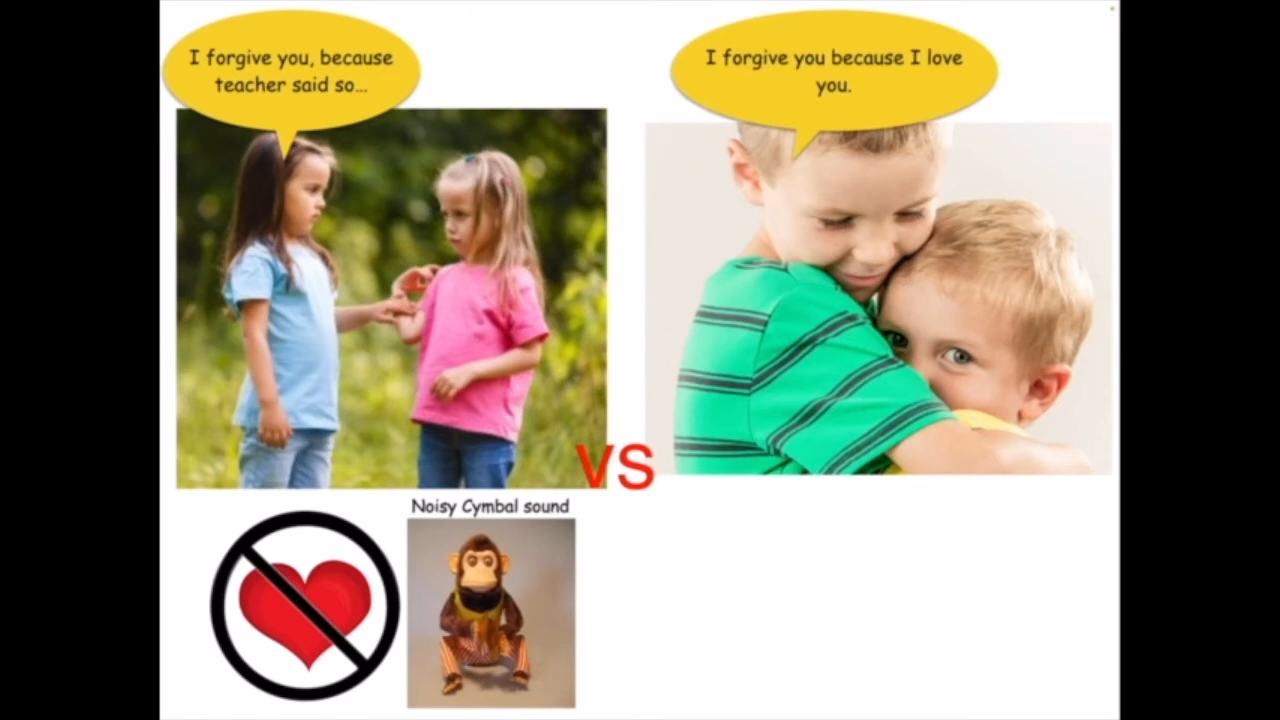 I forgive you, because
teacher said so...
I forgive you because I love
you.
vs
Noisy Cymbal sound